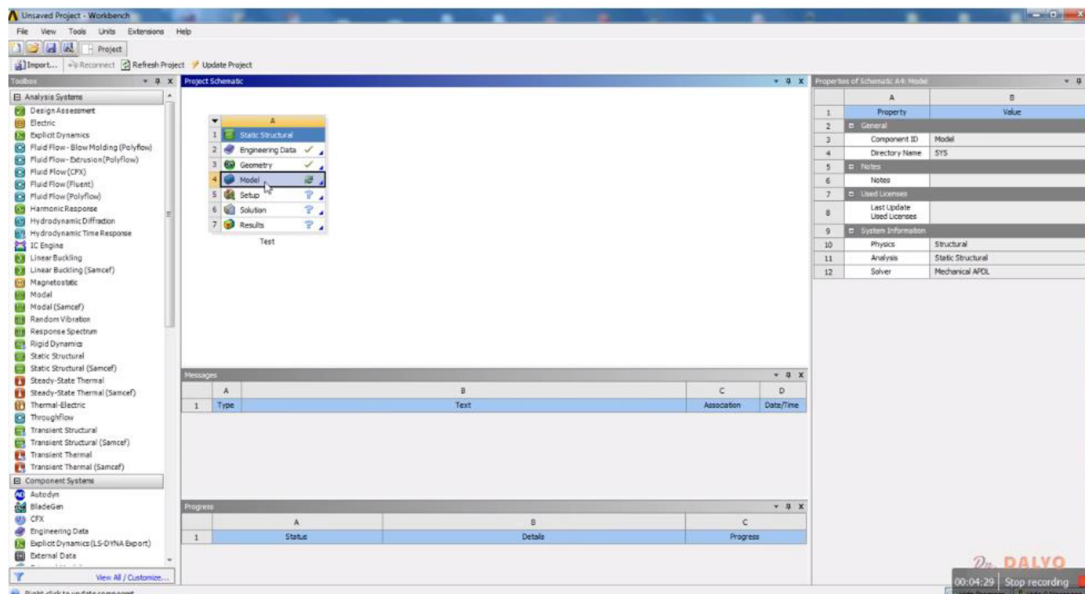 Unsaved Project - Workbench
File View Tools Units Extensions Help
Project
Import... Reconnect Refresh Project Update Project
Toolbox
Analysis Systems
Design Assessment
Electric
Explicit Dynamics
Fluid Flow - Blow Molding (Polyflow)
Fluid Flow - Extrusion (Polyflow)
Fluid Flow (CFX)
Fluid Flow (Fluent)
Fluid Flow (Polyflow)
Harmonic Response
Hydrodynamic Diffraction
Hydrodynamic Time Response
IC Engine
Linear Buckling
Linear Buckling (Samcef)
Magnetostatic
Modal
Modal (Samcef)
Random Vibration
Response Spectrum
Rigid Dynamics
Static Structural
Static Structural (Samcef)
Steady-State Thermal
Steady-State Thermal (Samcef)
Thermal-Electric
Throughflow
Transient Structural
Transient Structural (Samcef)
Transient Thermal
Transient Thermal (Samcef)
Component Systems
Autodyn
BladeGen
CFX
Engineering Data
Explicit Dynamics (LS-DYNA Export)
External Data
View All / Customize...
Project Schematic
A
1 Static Structural
2 Engineering Data
3 Geometry
4 Model
5 Setup
6 Solution
7 Results
Test
Messages
A B C D
1 Type Text Association Date/Time
Progress
A B C
1 Status Details Progress
Properties of Schematic A4: Model
A B
1 Property Value
2 General
3 Component ID Model
4 Directory Name SYS
5 Notes
6 Notes
7 Used Licenses
8 Last Update Used Licenses
9 System Information
10 Physics Structural
11 Analysis Static Structural
12 Solver Mechanical APDL
Dr. DALYO
00:04:29 Stop recording